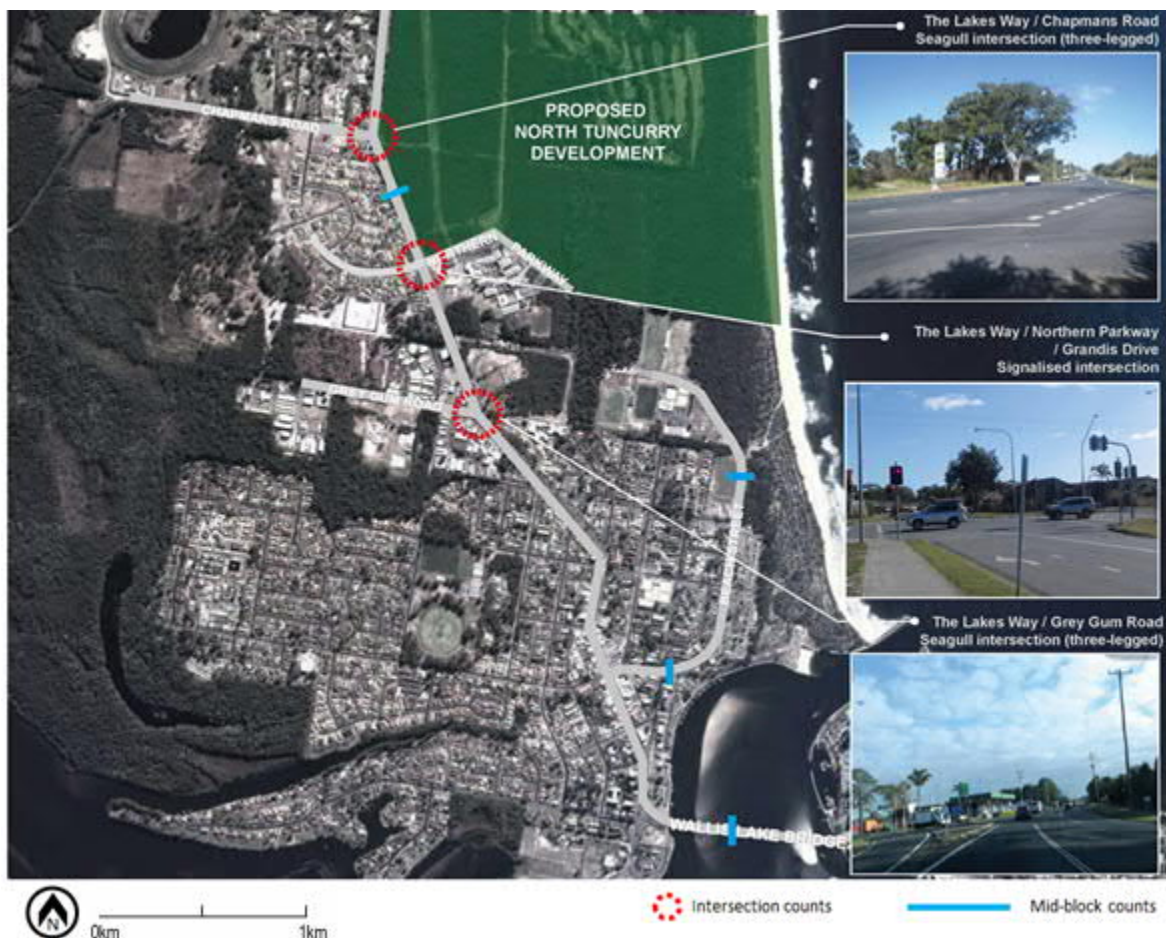 The Lakes Way / Chapmans Road
Seagull intersection (three-legged)
CHAPMANS ROAD
PROPOSED
NORTH TUNCURRY
DEVELOPMENT
The Lakes Way / Northern Parkway
/ Grandis Drive
Signalised intersection
GREY GUM ROAD
The Lakes Way / Grey Gum Road
Seagull intersection (three-legged)
WALLIS LAKE BRIDGE
N
0km
1km
Intersection counts
Mid-block counts